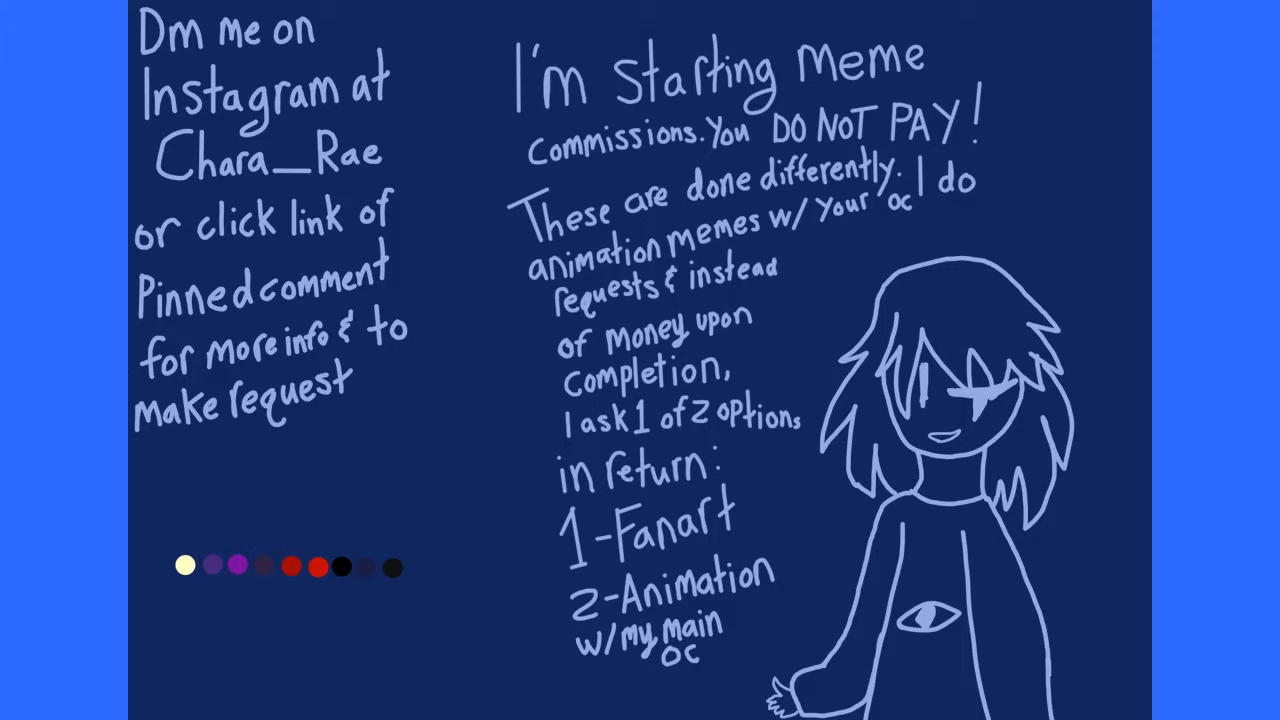 Dm me on
Instagram at
Chara_Rae
or click link of
Pinned comment
for more info & to
make request
I'm Starting Meme
commissions. You DO NOT PAY!
These are done differently. I do
animation memes w/ your oc
requests & instead
of money upon
completion,
I ask 1 of 2 options
in return:
1-Fanart
2-Animation
w/ my main
oc